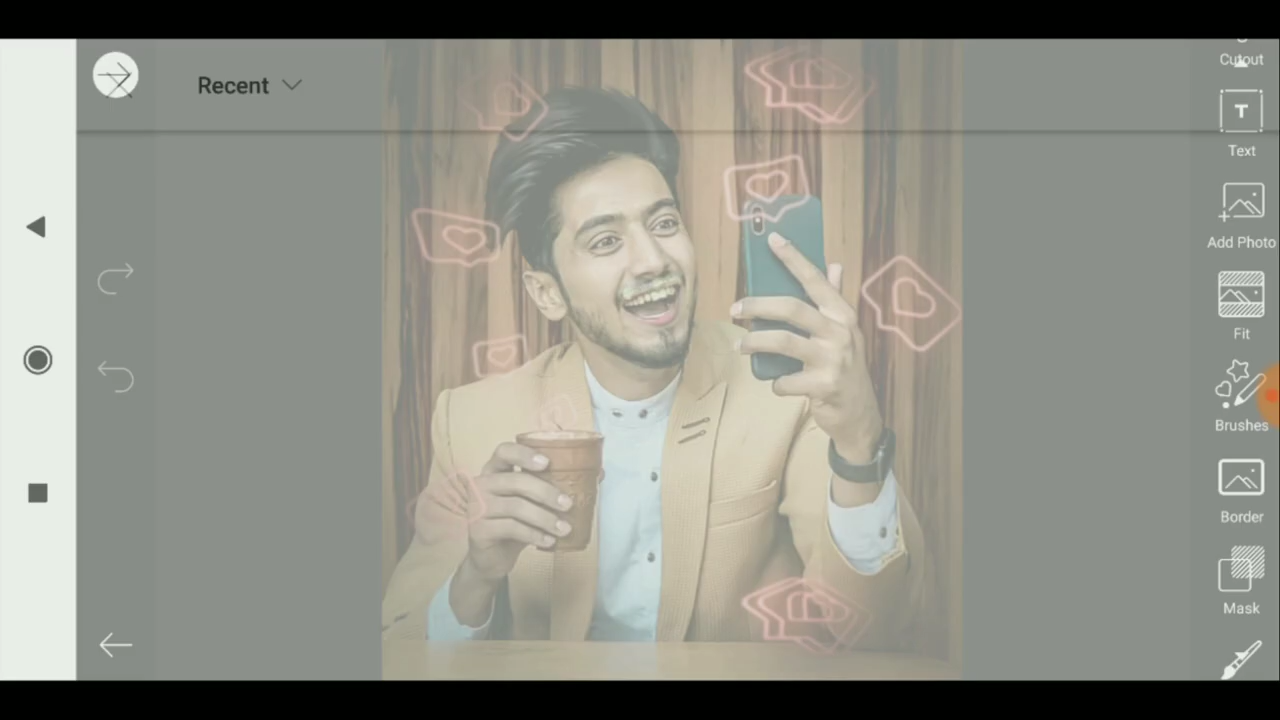 Recent
Cutout
T
Text
Add Photo
Fit
Brushes
Border
Mask